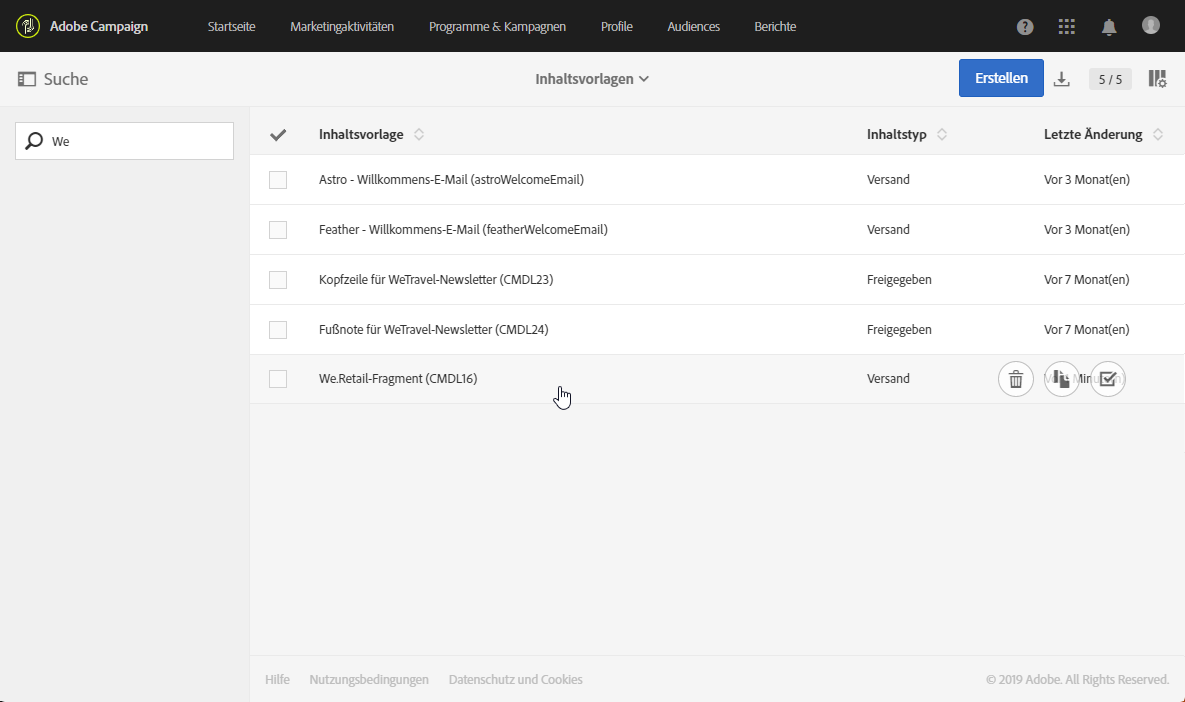 Adobe Campaign Startseite Marketingaktivitäten Programme & Kampagnen Profile Audiences Berichte
Suche Inhaltsvorlagen Erstellen 5 / 5
We
Inhaltsvorlage Inhaltstyp Letzte Änderung
Astro - Willkommens-E-Mail (astroWelcomeEmail) Versand Vor 3 Monat(en)
Feather - Willkommens-E-Mail (featherWelcomeEmail) Versand Vor 3 Monat(en)
Kopfzeile für WeTravel-Newsletter (CMDL23) Freigegeben Vor 7 Monat(en)
Fußnote für WeTravel-Newsletter (CMDL24) Freigegeben Vor 7 Monat(en)
We.Retail-Fragment (CMDL16) Versand
Hilfe Nutzungsbedingungen Datenschutz und Cookies © 2019 Adobe. All Rights Reserved.